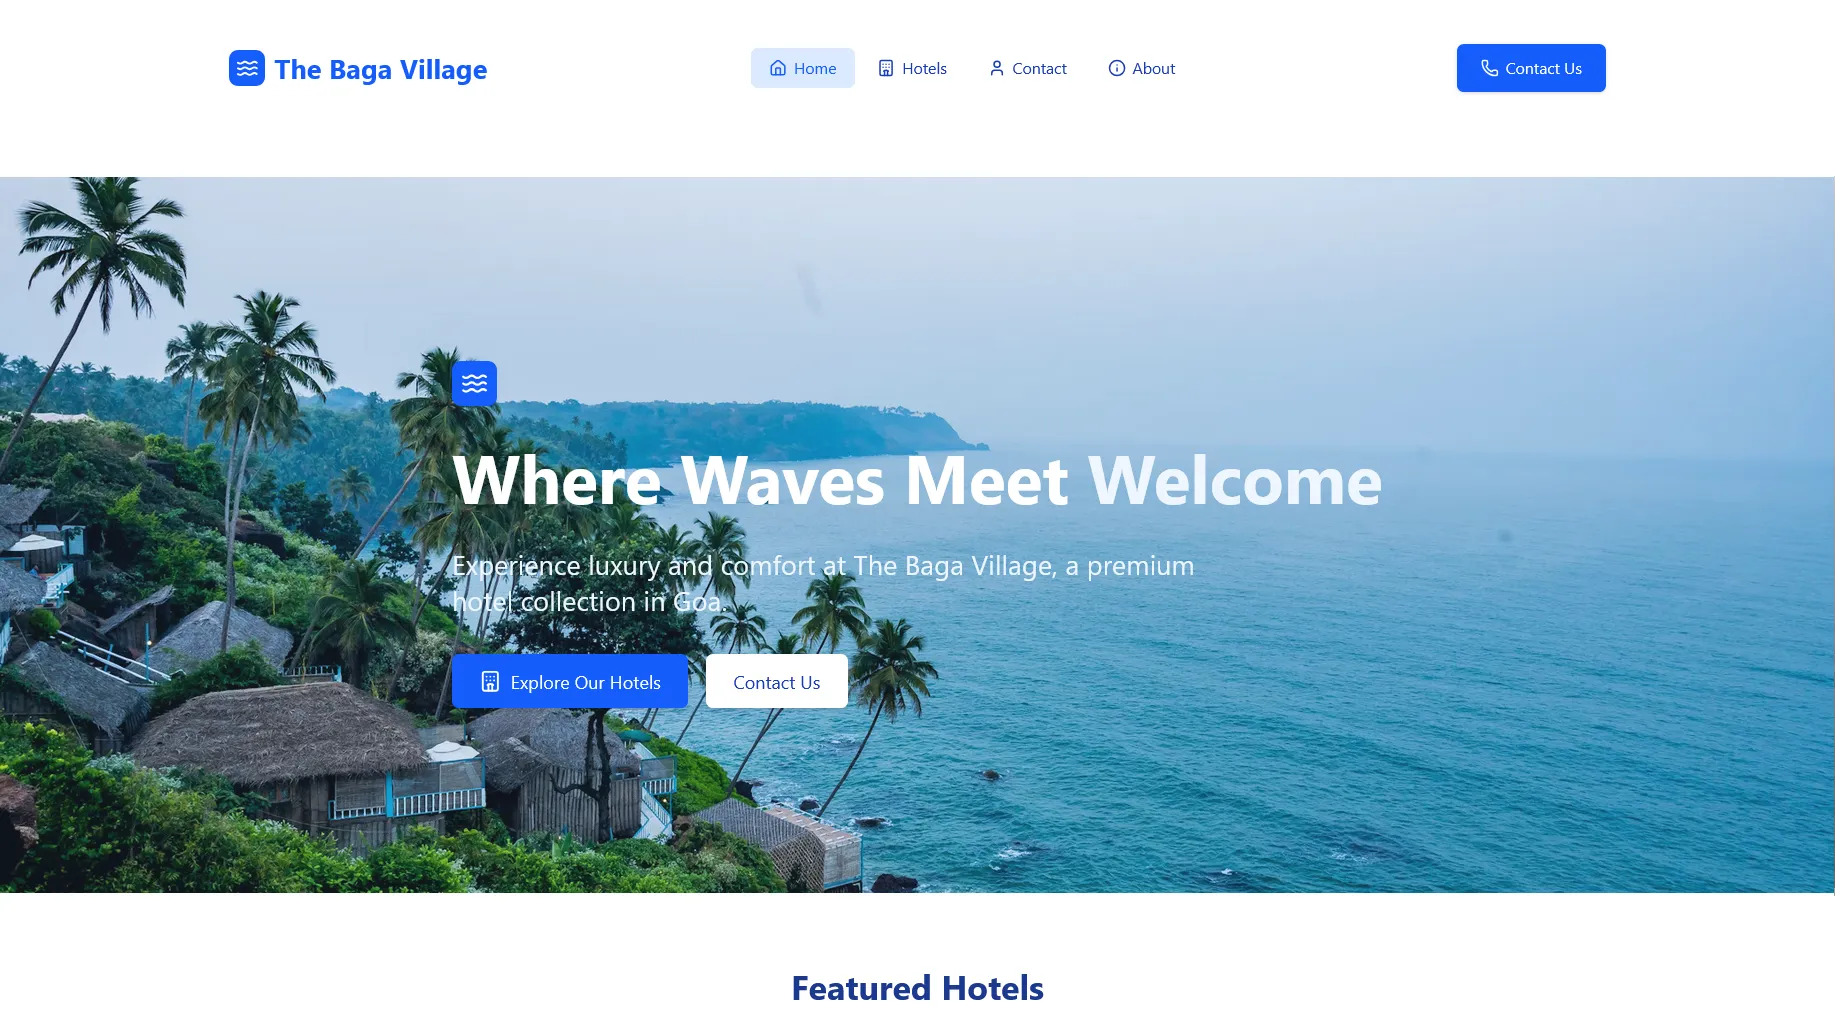 The Baga Village
Home
Hotels
Contact
About
Contact Us
Where Waves Meet Welcome
Experience luxury and comfort at The Baga Village, a premium
hotel collection in Goa.
Explore Our Hotels
Contact Us
Featured Hotels